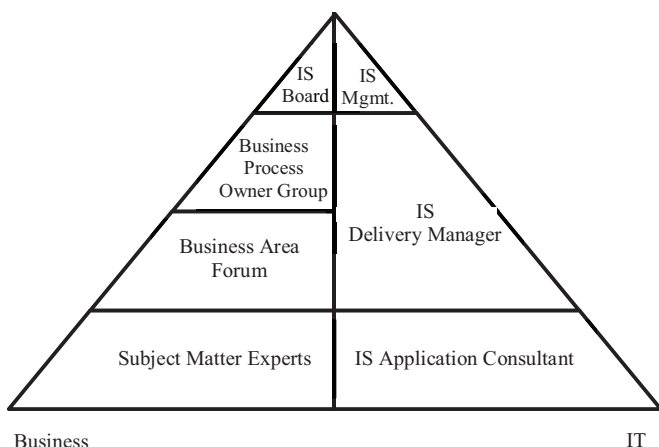 IS
Board
IS
Mgmt.
Business
Process
Owner Group
IS
Delivery Manager
Business Area
Forum
Subject Matter Experts
IS Application Consultant
Business
IT